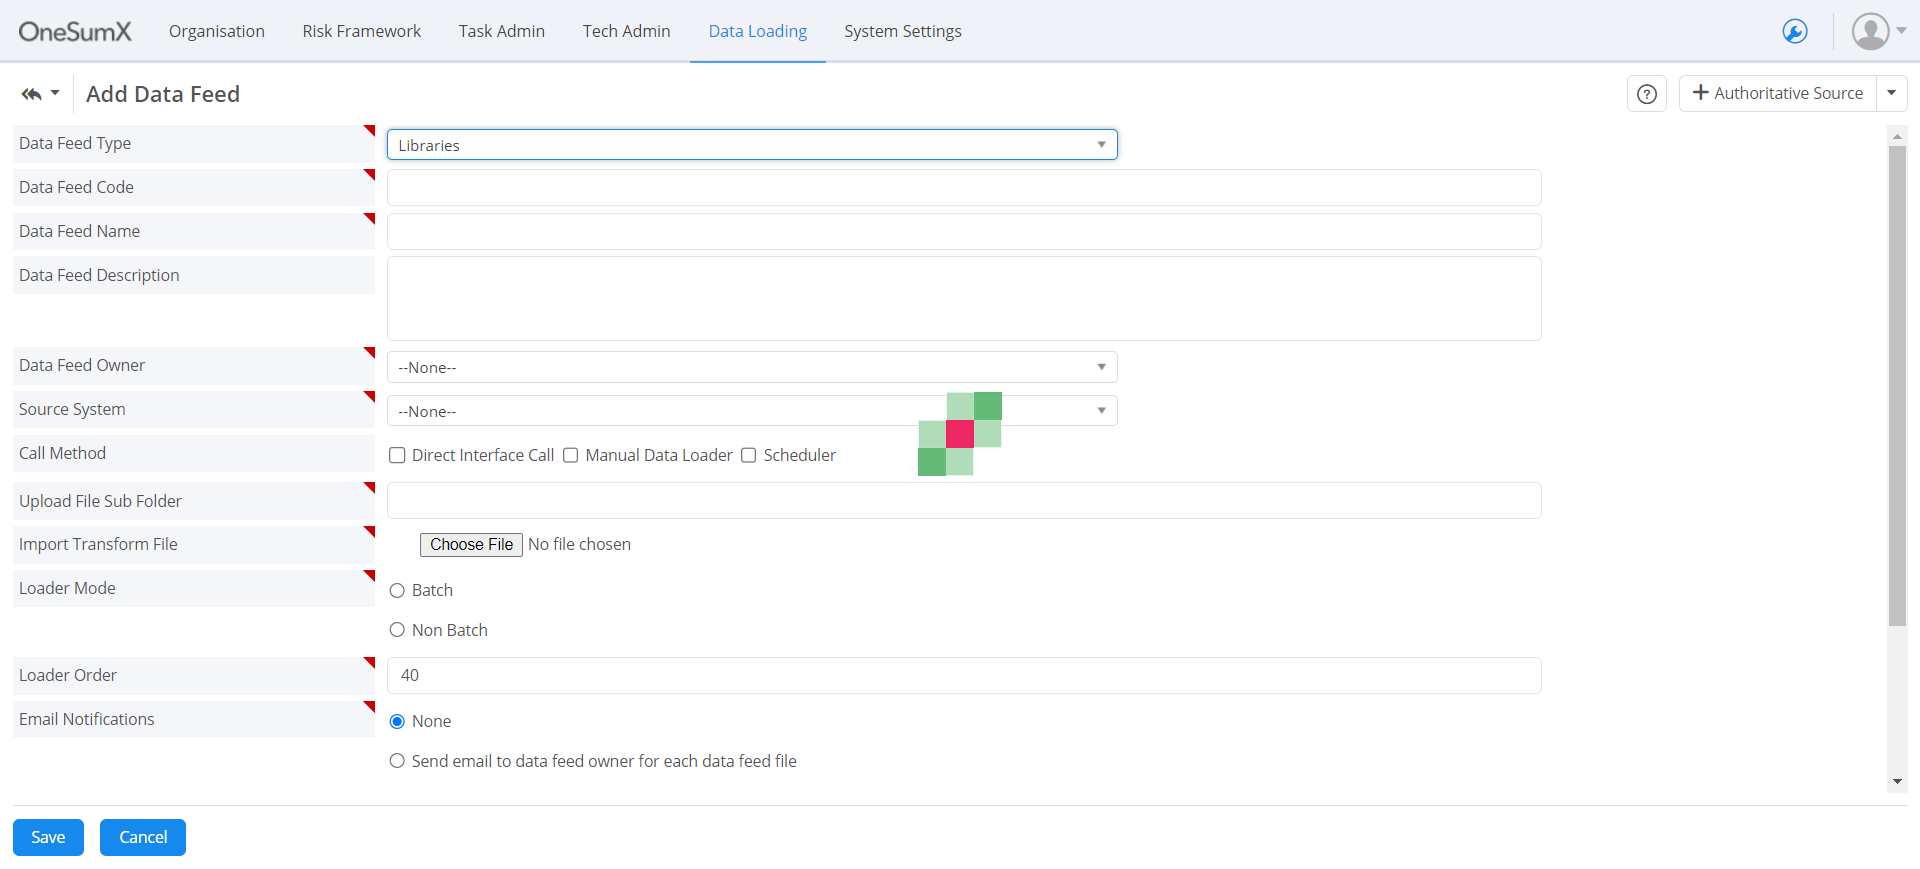 OneSumX Organisation Risk Framework Task Admin Tech Admin Data Loading System Settings
Add Data Feed ? Authoritative Source
Data Feed Type Libraries
Data Feed Code
Data Feed Name
Data Feed Description
Data Feed Owner --None--
Source System --None--
Call Method Direct Interface Call Manual Data Loader Scheduler
Upload File Sub Folder
Import Transform File Choose File No file chosen
Loader Mode Batch
Non Batch
Loader Order 40
Email Notifications None
Send email to data feed owner for each data feed file
Save Cancel